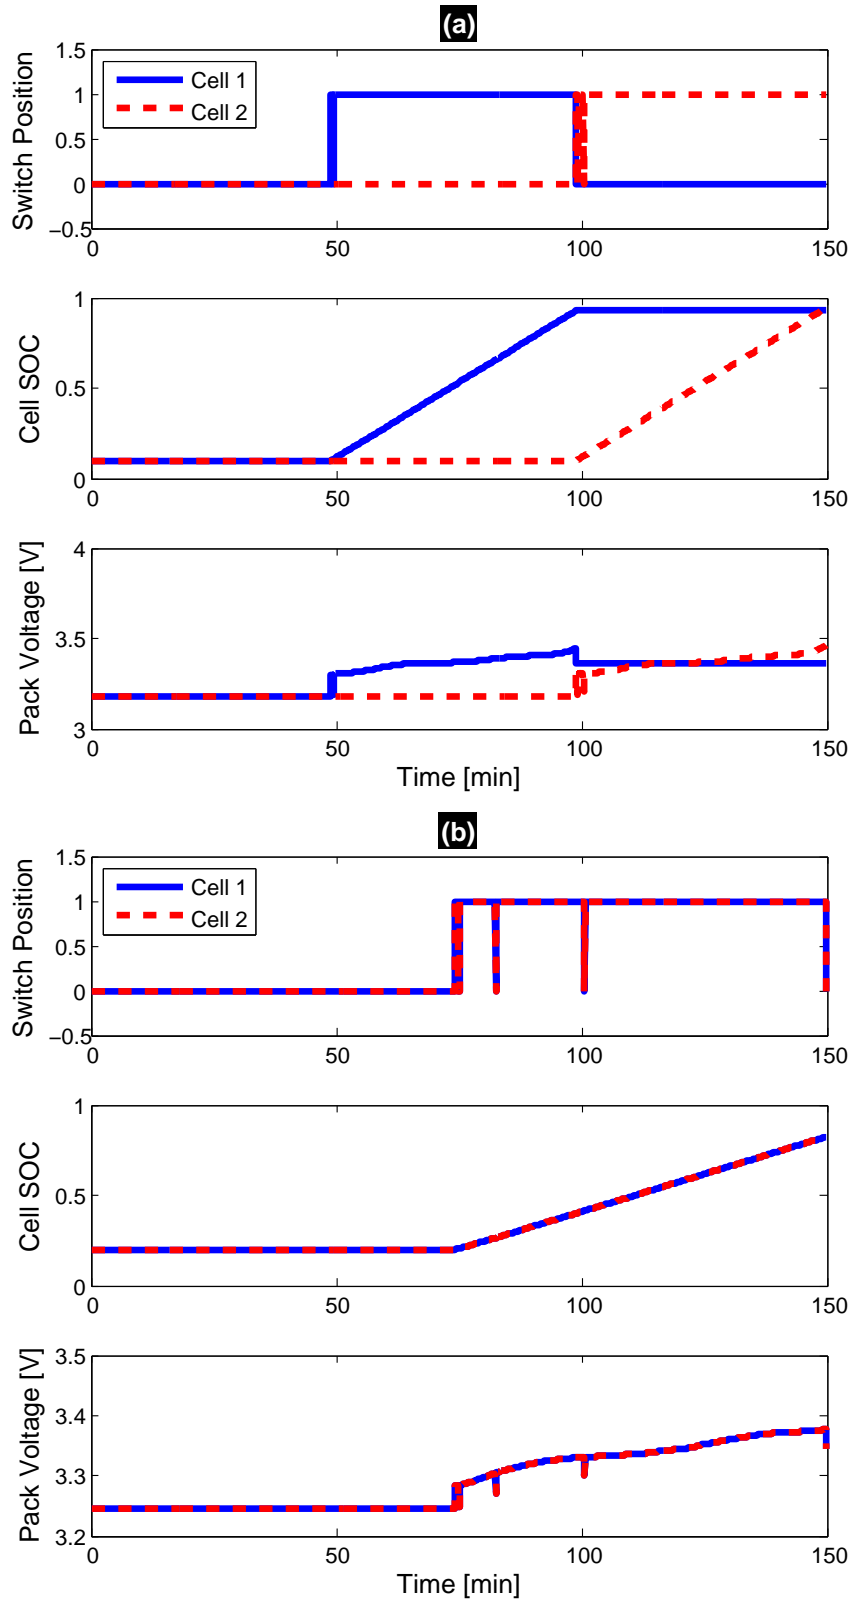 (a)
1.5
1
0.5
0
−0.5
Switch Position
Cell 1
Cell 2
0 50 100 150
1
0.5
0
Cell SOC
0 50 100 150
4
3.5
3
Pack Voltage [V]
0 50 100 150
Time [min]
(b)
1.5
1
0.5
0
−0.5
Switch Position
Cell 1
Cell 2
0 50 100 150
1
0.5
0
Cell SOC
0 50 100 150
3.5
3.4
3.3
3.2
Pack Voltage [V]
0 50 100 150
Time [min]